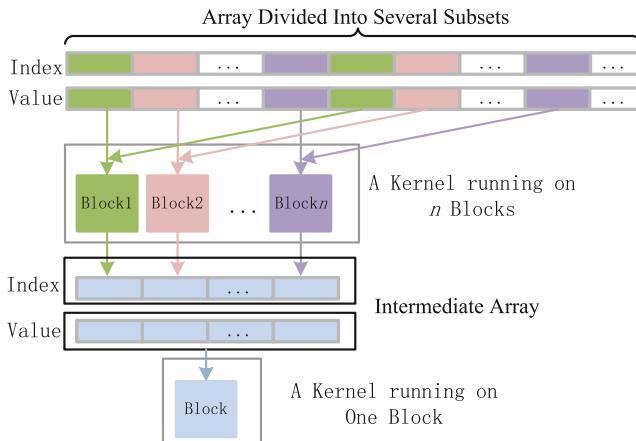 Array Divided Into Several Subsets
Index ... ... ...
Value ... ... ...
Block1 Block2 ... Blockn
A Kernel running on
n Blocks
Index ...
Intermediate Array
Value ...
Block
A Kernel running on
One Block